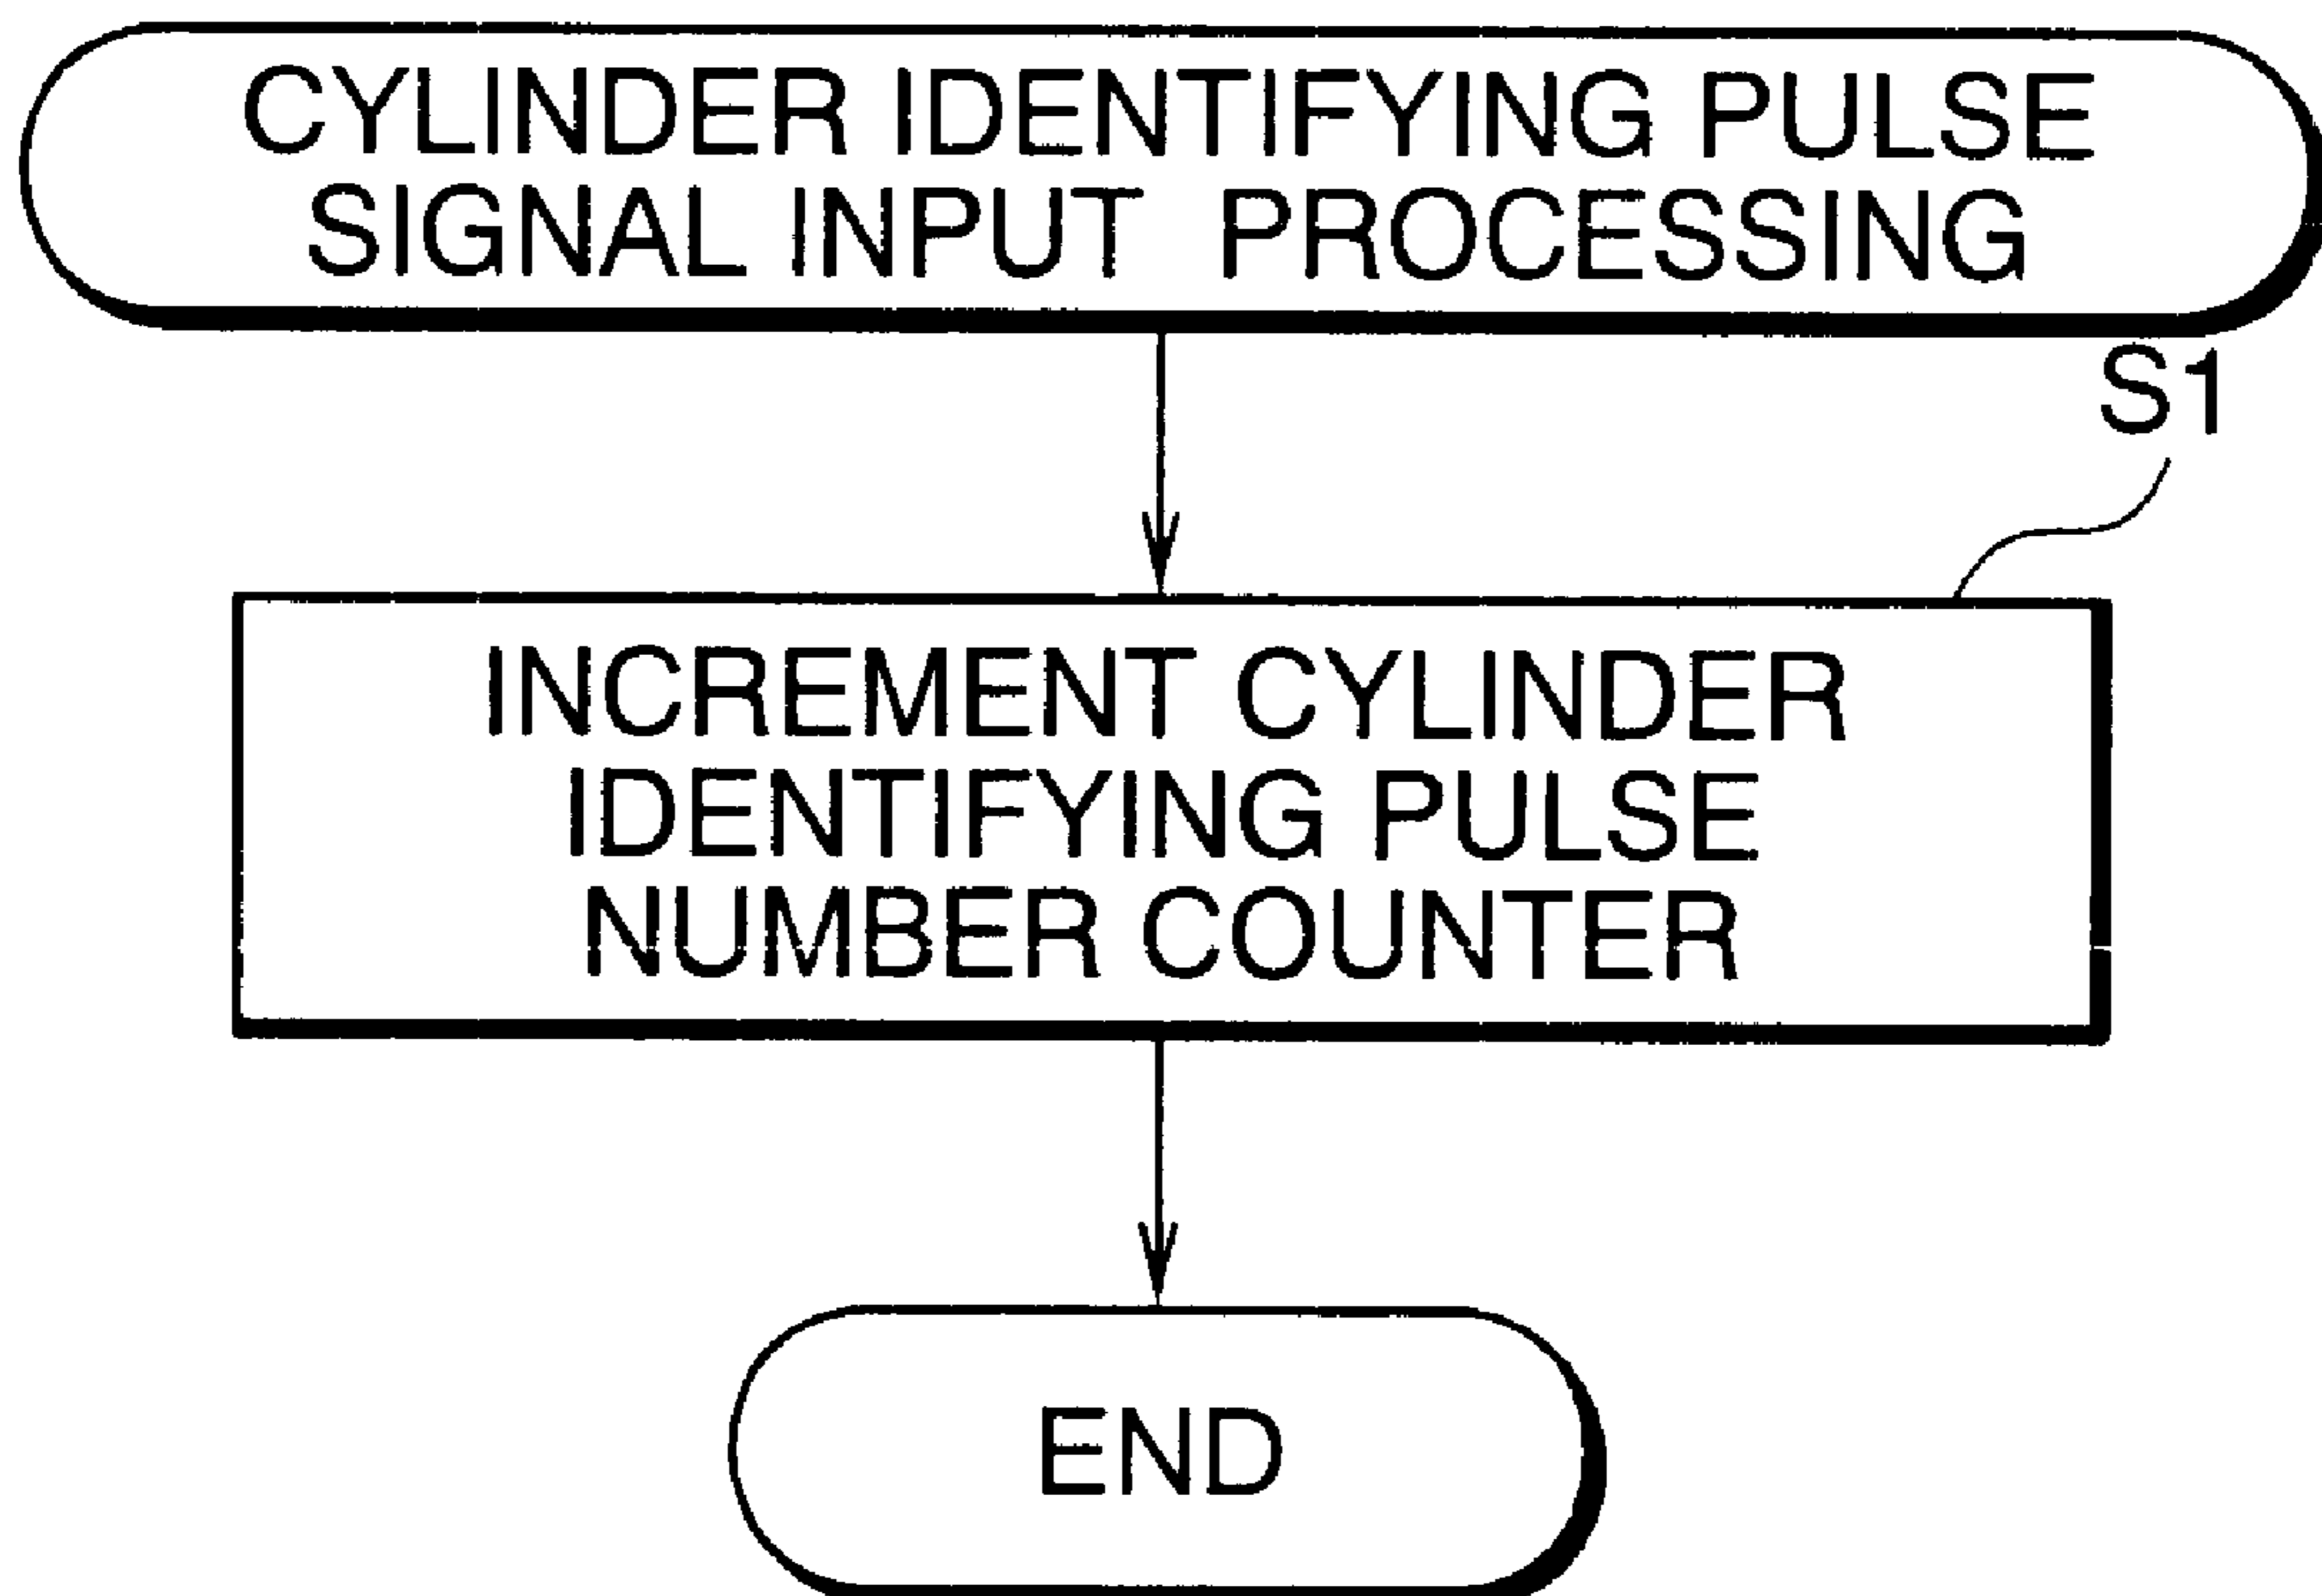 CYLINDER IDENTIFYING PULSE
SIGNAL INPUT PROCESSING
S1
INCREMENT CYLINDER
IDENTIFYING PULSE
NUMBER COUNTER
END